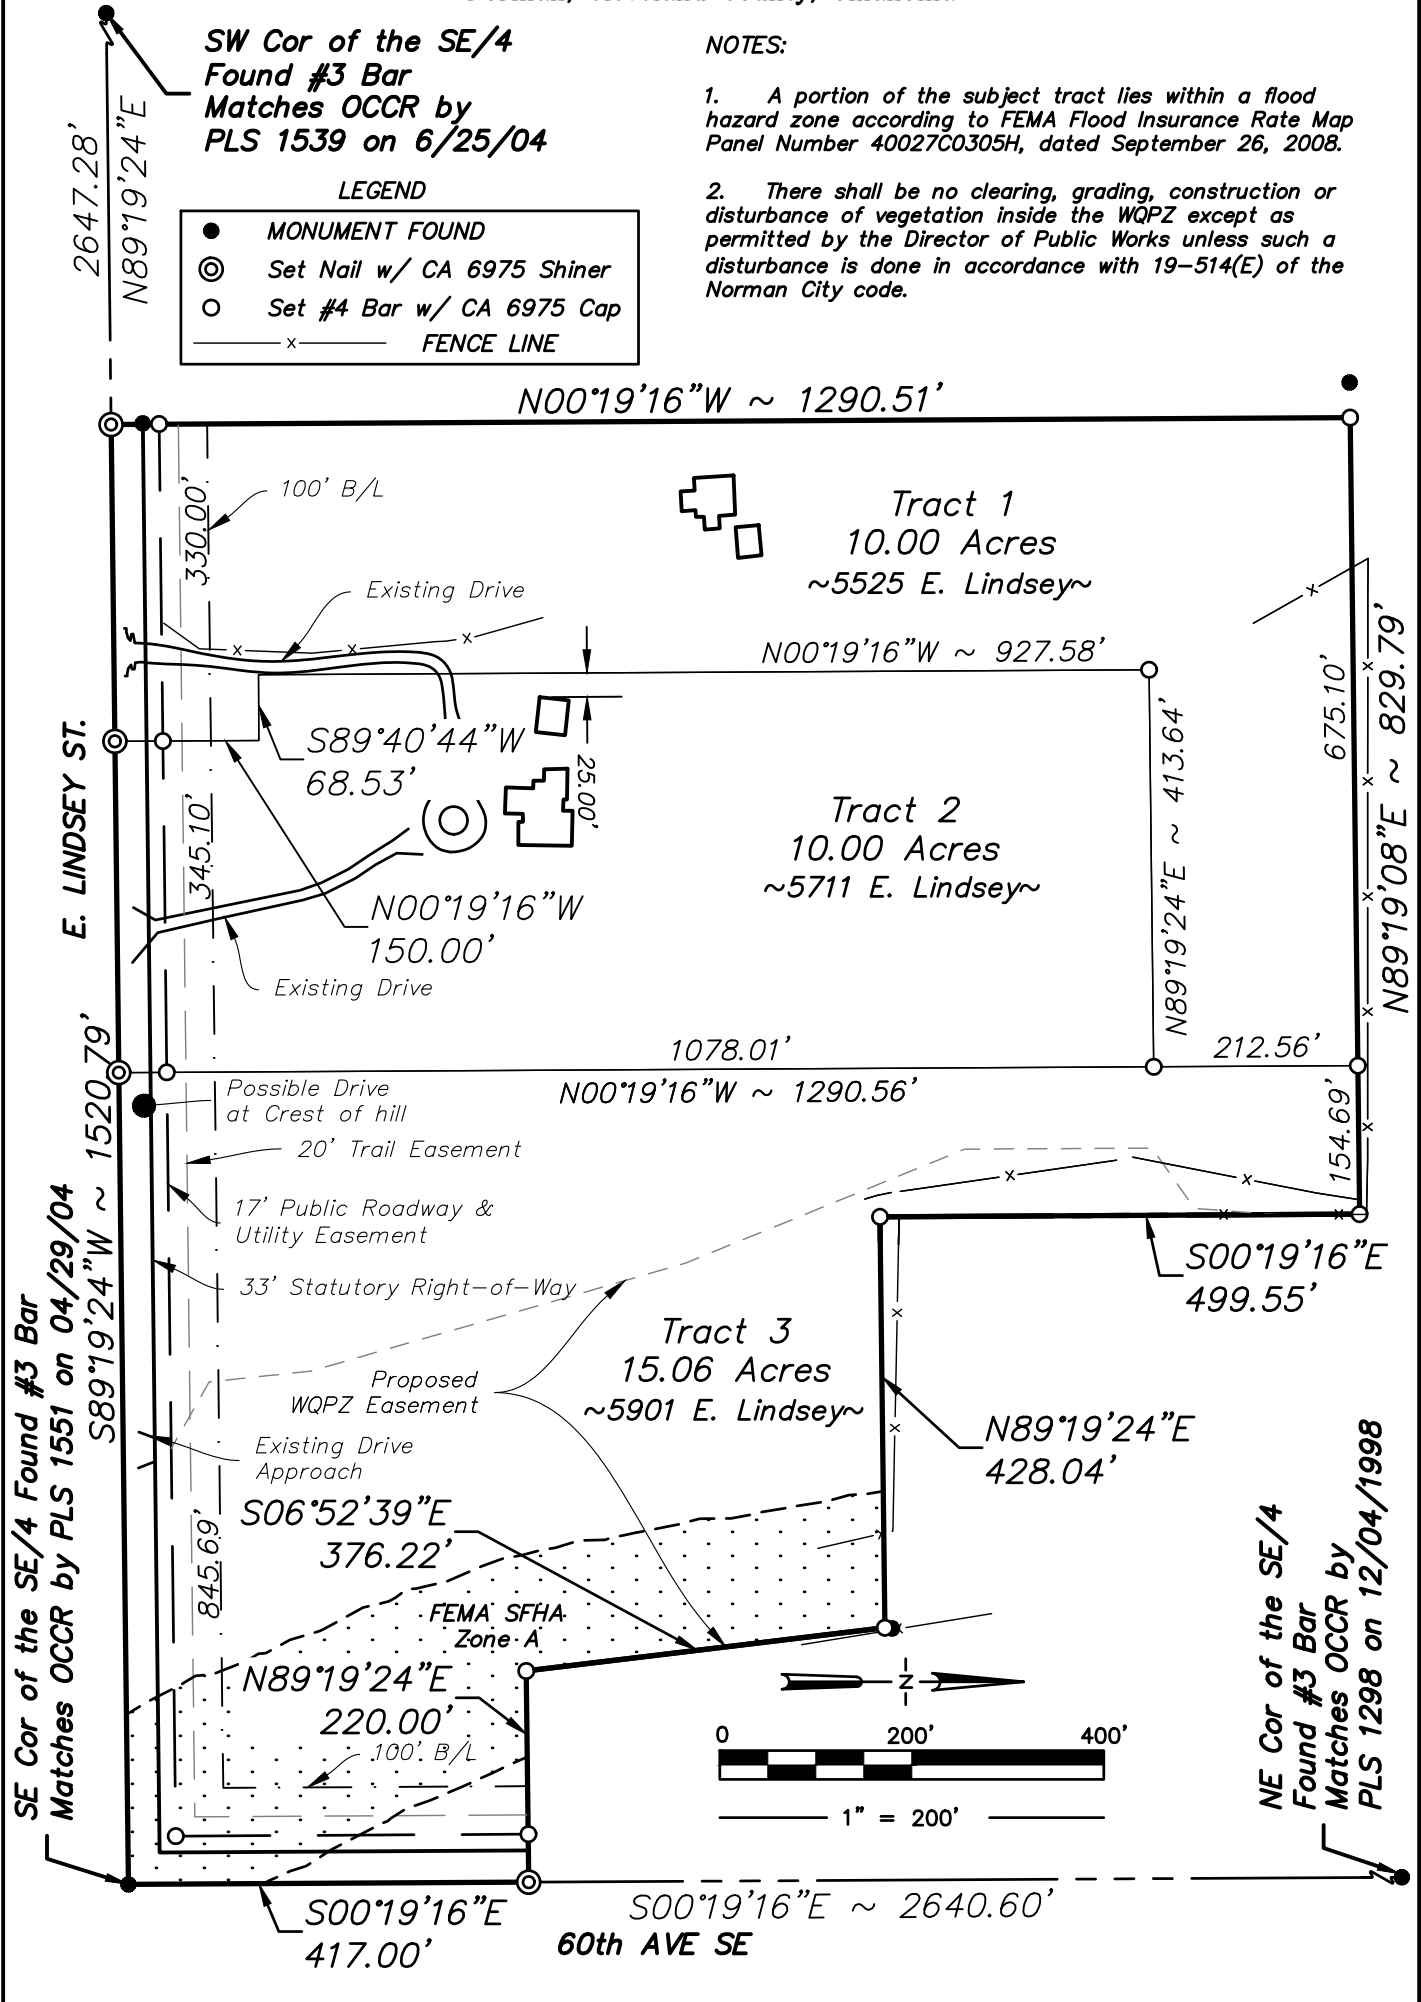 SW Cor of the SE/4
Found #3 Bar
Matches OCCR by
PLS 1539 on 6/25/04
2647.28'
N89°19'24"E
NOTES:
1. A portion of the subject tract lies within a flood
hazard zone according to FEMA Flood Insurance Rate Map
Panel Number 40027C0305H, dated September 26, 2008.
2. There shall be no clearing, grading, construction or
disturbance of vegetation inside the WQPZ except as
permitted by the Director of Public Works unless such a
disturbance is done in accordance with 19-514(E) of the
Norman City code.
LEGEND
MONUMENT FOUND
Set Nail w/ CA 6975 Shiner
Set #4 Bar w/ CA 6975 Cap
x FENCE LINE
N00°19'16"W ~ 1290.51'
100' B/L
330.00'
Tract 1
10.00 Acres
~5525 E. Lindsey~
Existing Drive
N00°19'16"W ~ 927.58'
675.10'
N89°19'08"E ~ 829.79'
S89°40'44"W
68.53'
25.00'
E. LINDSEY ST.
345.10'
Tract 2
10.00 Acres
~5711 E. Lindsey~
N89°19'24"E ~ 413.64'
N00°19'16"W
150.00'
Existing Drive
1078.01'
212.56'
N00°19'16"W ~ 1290.56'
S89°19'24"W ~ 1520.79'
Possible Drive
at Crest of hill
20' Trail Easement
154.69'
17' Public Roadway &
Utility Easement
33' Statutory Right-of-Way
S00°19'16"E
499.55'
Tract 3
15.06 Acres
~5901 E. Lindsey~
Proposed
WQPZ Easement
N89°19'24"E
428.04'
Existing Drive
Approach
S06°52'39"E
376.22'
845.69'
FEMA SFHA
Zone A
N89°19'24"E
220.00'
100' B/L
SE Cor of the SE/4 Found #3 Bar
Matches OCCR by PLS 1551 on 04/29/04
NE Cor of the SE/4
Found #3 Bar
Matches OCCR by
PLS 1298 on 12/04/1998
N
0 200' 400'
1" = 200'
S00°19'16"E
417.00'
S00°19'16"E ~ 2640.60'
60th AVE SE